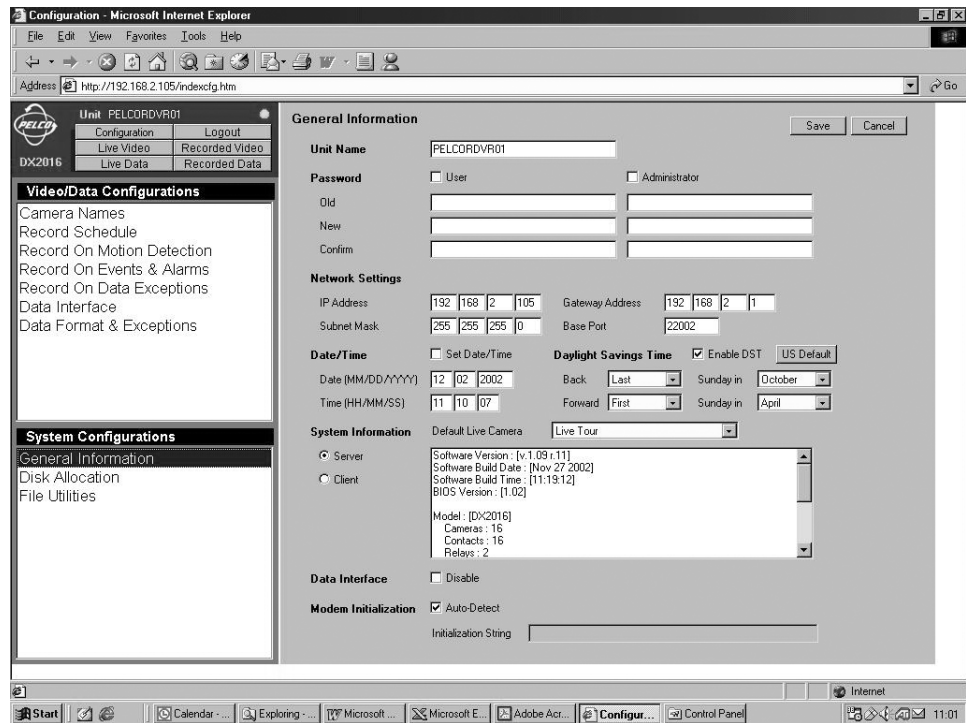 Configuration - Microsoft Internet Explorer
File Edit View Favorites Tools Help
Address http://192.168.2.105/indexcfg.htm Go
PELCO
DX2016
Unit PELCORDVR01
Configuration Logout
Live Video Recorded Video
Live Data Recorded Data
Video/Data Configurations
Camera Names
Record Schedule
Record On Motion Detection
Record On Events & Alarms
Record On Data Exceptions
Data Interface
Data Format & Exceptions
System Configurations
General Information
Disk Allocation
File Utilities
General Information
Save Cancel
Unit Name PELCORDVR01
Password User Administrator
Old
New
Confirm
Network Settings
IP Address 192 168 2 105 Gateway Address 192 168 2 1
Subnet Mask 255 255 255 0 Base Port 22002
Date/Time Set Date/Time Daylight Savings Time Enable DST US Default
Date (MM/DD/YYYY) 12 02 2002 Back Last Sunday in October
Time (HH/MM/SS) 11 10 07 Forward First Sunday in April
System Information Default Live Camera Live Tour
Server
Client
Software Version : [v.1.09 r.11]
Software Build Date : [Nov 27 2002]
Software Build Time : [11:19:12]
BIOS Version : [1.02]
Model : [DX2016]
Cameras : 16
Contacts : 16
Relays : 2
Data Interface Disable
Modem Initialization Auto-Detect
Initialization String
Internet
Start Calendar - ... Exploring - ... Microsoft ... Microsoft E... Adobe Acr... Configur... Control Panel 11:01